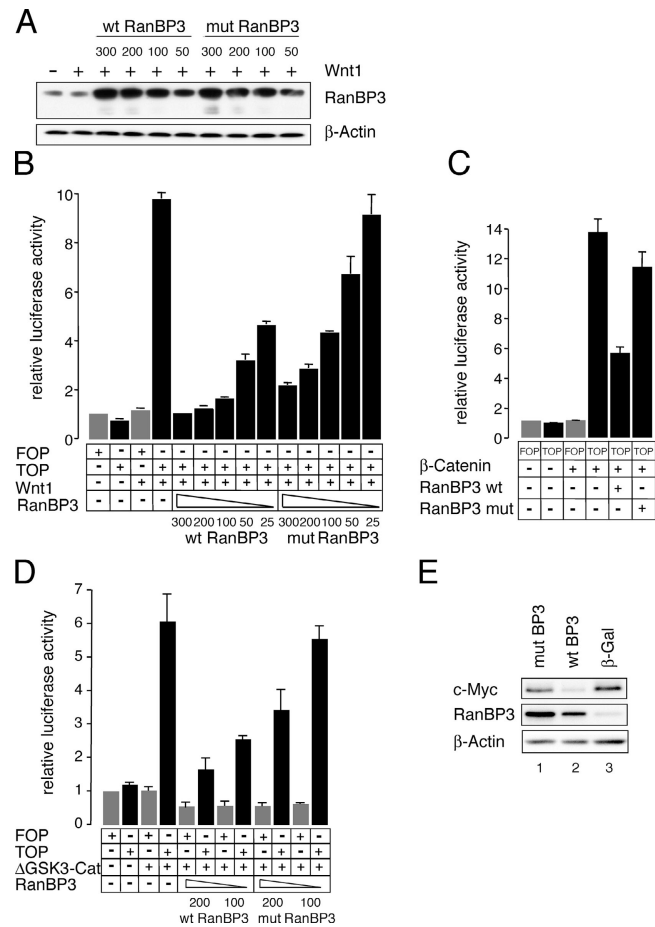 A
wt RanBP3 mut RanBP3
300 200 100 50 300 200 100 50
- + + + + + + + + + Wnt1
RanBP3
β-Actin
B
relative luciferase activity
10
8
6
4
2
0
FOP + - + - - - - - - - - - - -
TOP - + - + + + + + + + + + + +
Wnt1 - - + + + + + + + + + + + +
RanBP3 - - - -
300 200 100 50 25 300 200 100 50 25
wt RanBP3 mut RanBP3
C
relative luciferase activity
14
12
10
8
6
4
2
0
FOP TOP FOP TOP TOP TOP
β-Catenin - - + + + +
RanBP3 wt - - - - + -
RanBP3 mut - - - - - +
D
relative luciferase activity
7
6
5
4
3
2
1
0
FOP + - + - + - + - + - + -
TOP - + - + - + - + - + - +
ΔGSK3-Cat - - + + + + + + + + + +
RanBP3 - - - -
200 100 200 100
wt RanBP3 mut RanBP3
E
mut BP3 wt BP3 β-Gal
c-Myc
RanBP3
β-Actin
1 2 3